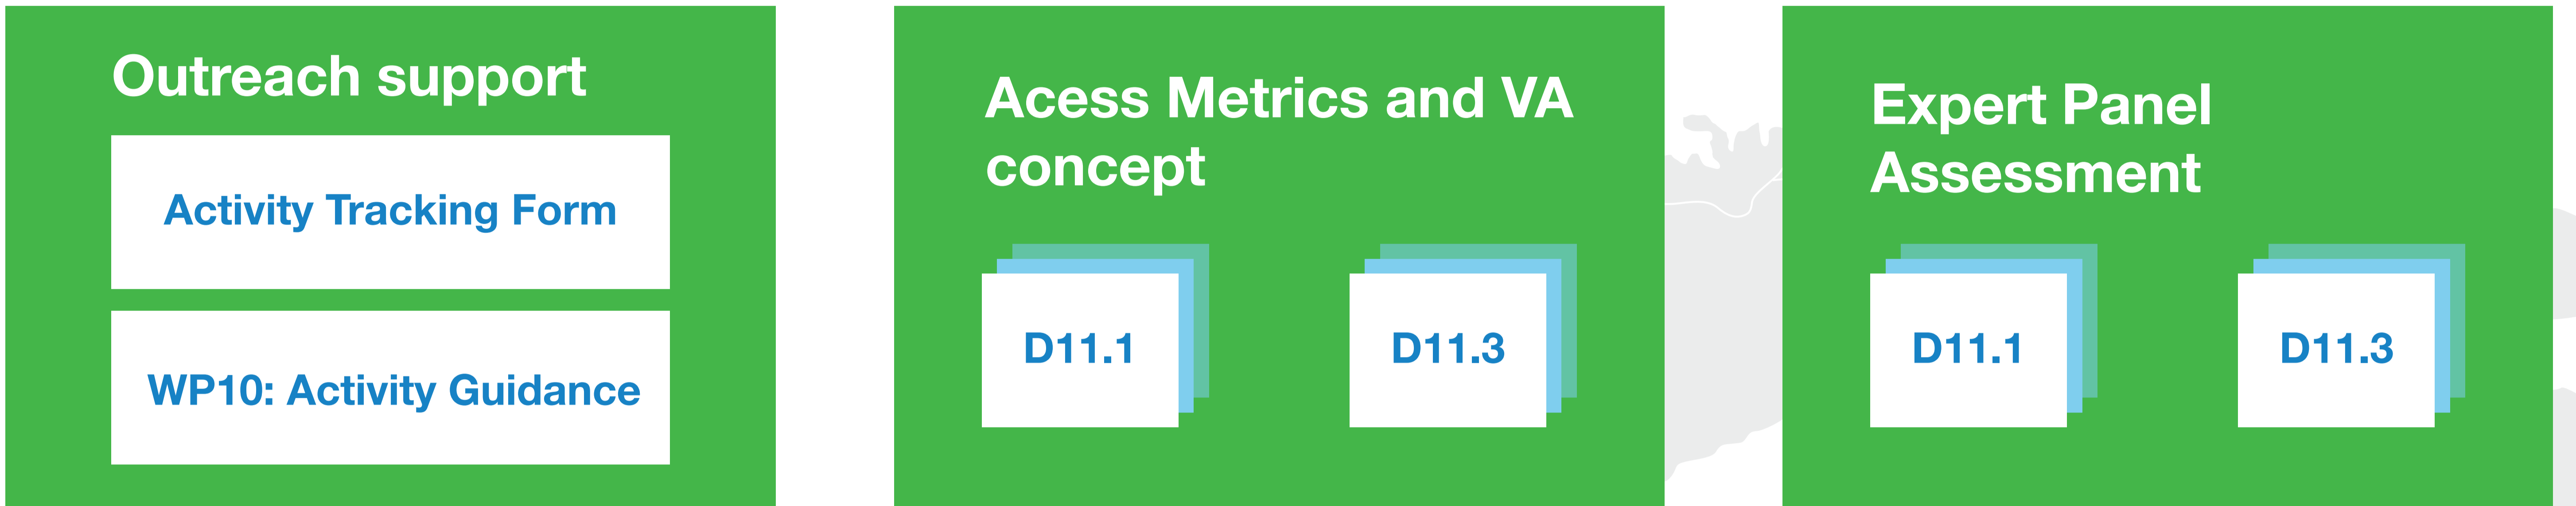 Outreach support
Activity Tracking Form
WP10: Activity Guidance
Acess Metrics and VA
concept
D11.1
D11.3
Expert Panel
Assessment
D11.1
D11.3